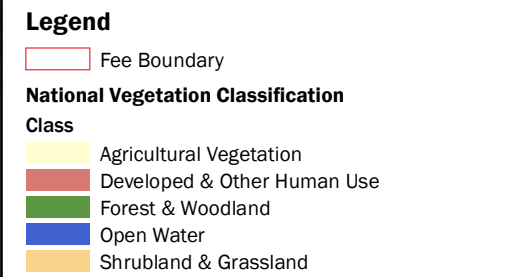 Legend
Fee Boundary
National Vegetation Classification
Class
Agricultural Vegetation
Developed & Other Human Use
Forest & Woodland
Open Water
Shrubland & Grassland